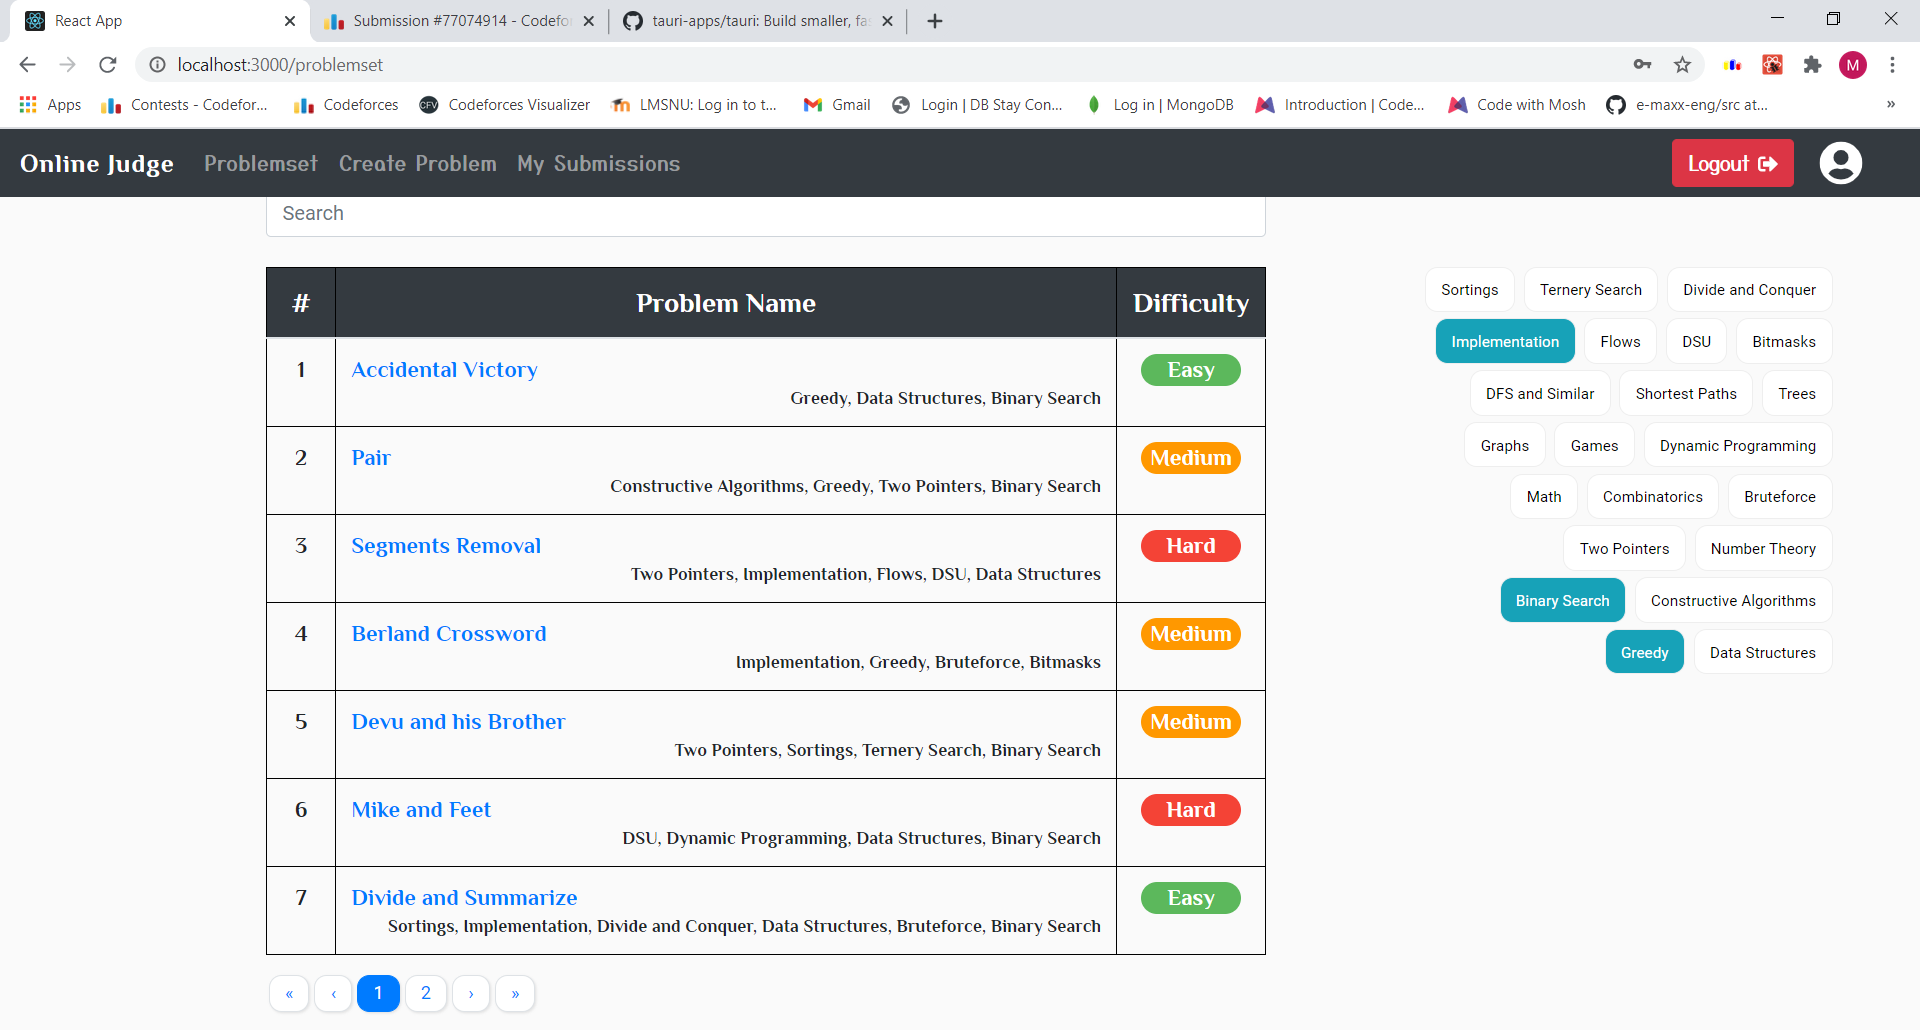 React App
Submission #77074914 - Codefo
tauri-apps/tauri: Build smaller, fas
localhost:3000/problemset
M
Apps
Contests - Codefor...
Codeforces
CFV
Codeforces Visualizer
LMSNU: Log in to t...
Gmail
Login | DB Stay Con...
Log in | MongoDB
Introduction | Code...
Code with Mosh
e-maxx-eng/src at...
»
Online Judge
Problemset
Create Problem
My Submissions
Logout
Search
# Problem Name Difficulty
1 Accidental Victory Easy
Greedy, Data Structures, Binary Search
2 Pair Medium
Constructive Algorithms, Greedy, Two Pointers, Binary Search
3 Segments Removal Hard
Two Pointers, Implementation, Flows, DSU, Data Structures
4 Berland Crossword Medium
Implementation, Greedy, Bruteforce, Bitmasks
5 Devu and his Brother Medium
Two Pointers, Sortings, Ternery Search, Binary Search
6 Mike and Feet Hard
DSU, Dynamic Programming, Data Structures, Binary Search
7 Divide and Summarize Easy
Sortings, Implementation, Divide and Conquer, Data Structures, Bruteforce, Binary Search
« ‹ 1 2 › »
Sortings Ternery Search Divide and Conquer
Implementation Flows DSU Bitmasks
DFS and Similar Shortest Paths Trees
Graphs Games Dynamic Programming
Math Combinatorics Bruteforce
Two Pointers Number Theory
Binary Search Constructive Algorithms
Greedy Data Structures